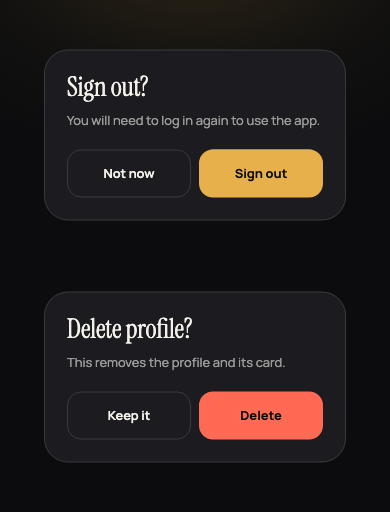 Sign out?
You will need to log in again to use the app.
Not now
Sign out
Delete profile?
This removes the profile and its card.
Keep it
Delete